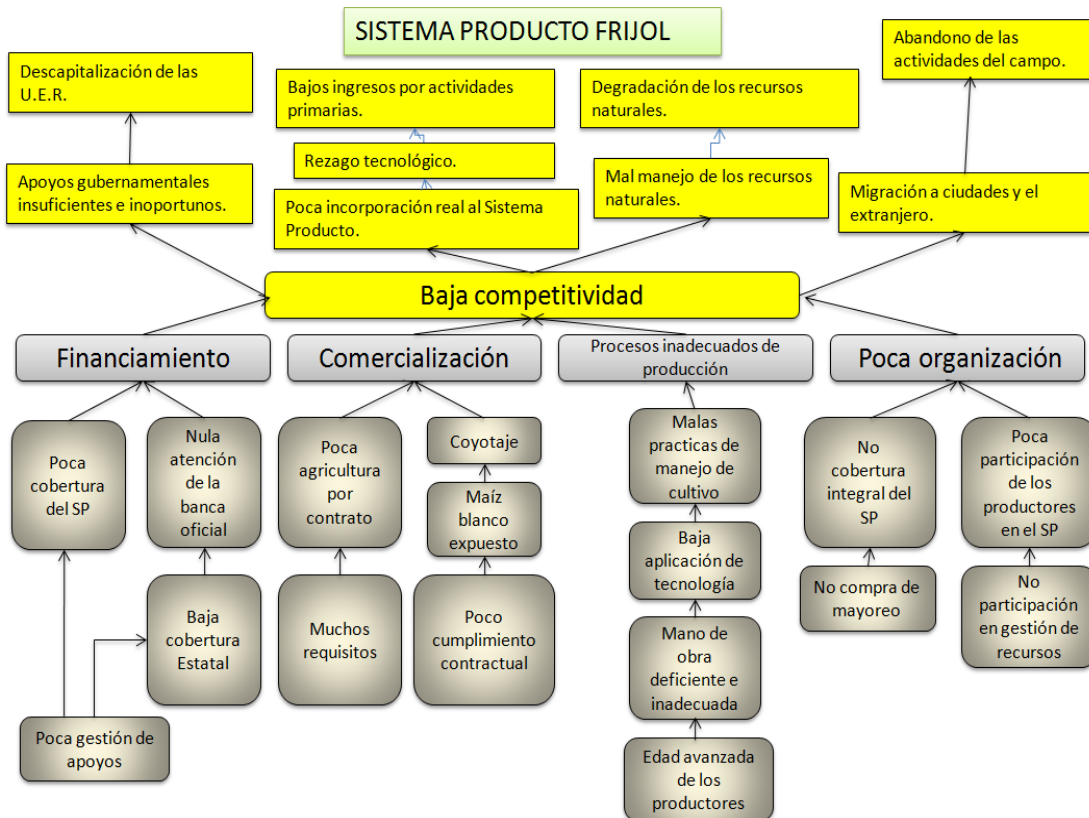 SISTEMA PRODUCTO FRIJOL
Descapitalización de las
U.E.R.
Bajos ingresos por actividades
primarias.
Degradación de los recursos
naturales.
Abandono de las
actividades del campo.
Apoyos gubernamentales
insuficientes e inoportunos.
Rezago tecnológico.
Poca incorporación real al Sistema
Producto.
Mal manejo de los recursos
naturales.
Migración a ciudades y el
extranjero.
Baja competitividad
Financiamiento
Comercialización
Procesos inadecuados de
producción
Poca organización
Poca
cobertura
del SP
Nula
atención
de la
banca
oficial
Baja
cobertura
Estatal
Poca gestión de
apoyos
Poca
agricultura
por
contrato
Muchos
requisitos
Coyotaje
Maíz
blanco
expuesto
Poco
cumplimiento
contractual
Malas
practicas de
manejo de
cultivo
Baja
aplicación de
tecnología
Mano de
obra
deficiente e
inadecuada
Edad avanzada
de los
productores
No
cobertura
integral del
SP
No compra de
mayoreo
Poca
participación
de los
productores
en el SP
No
participación
en gestión de
recursos